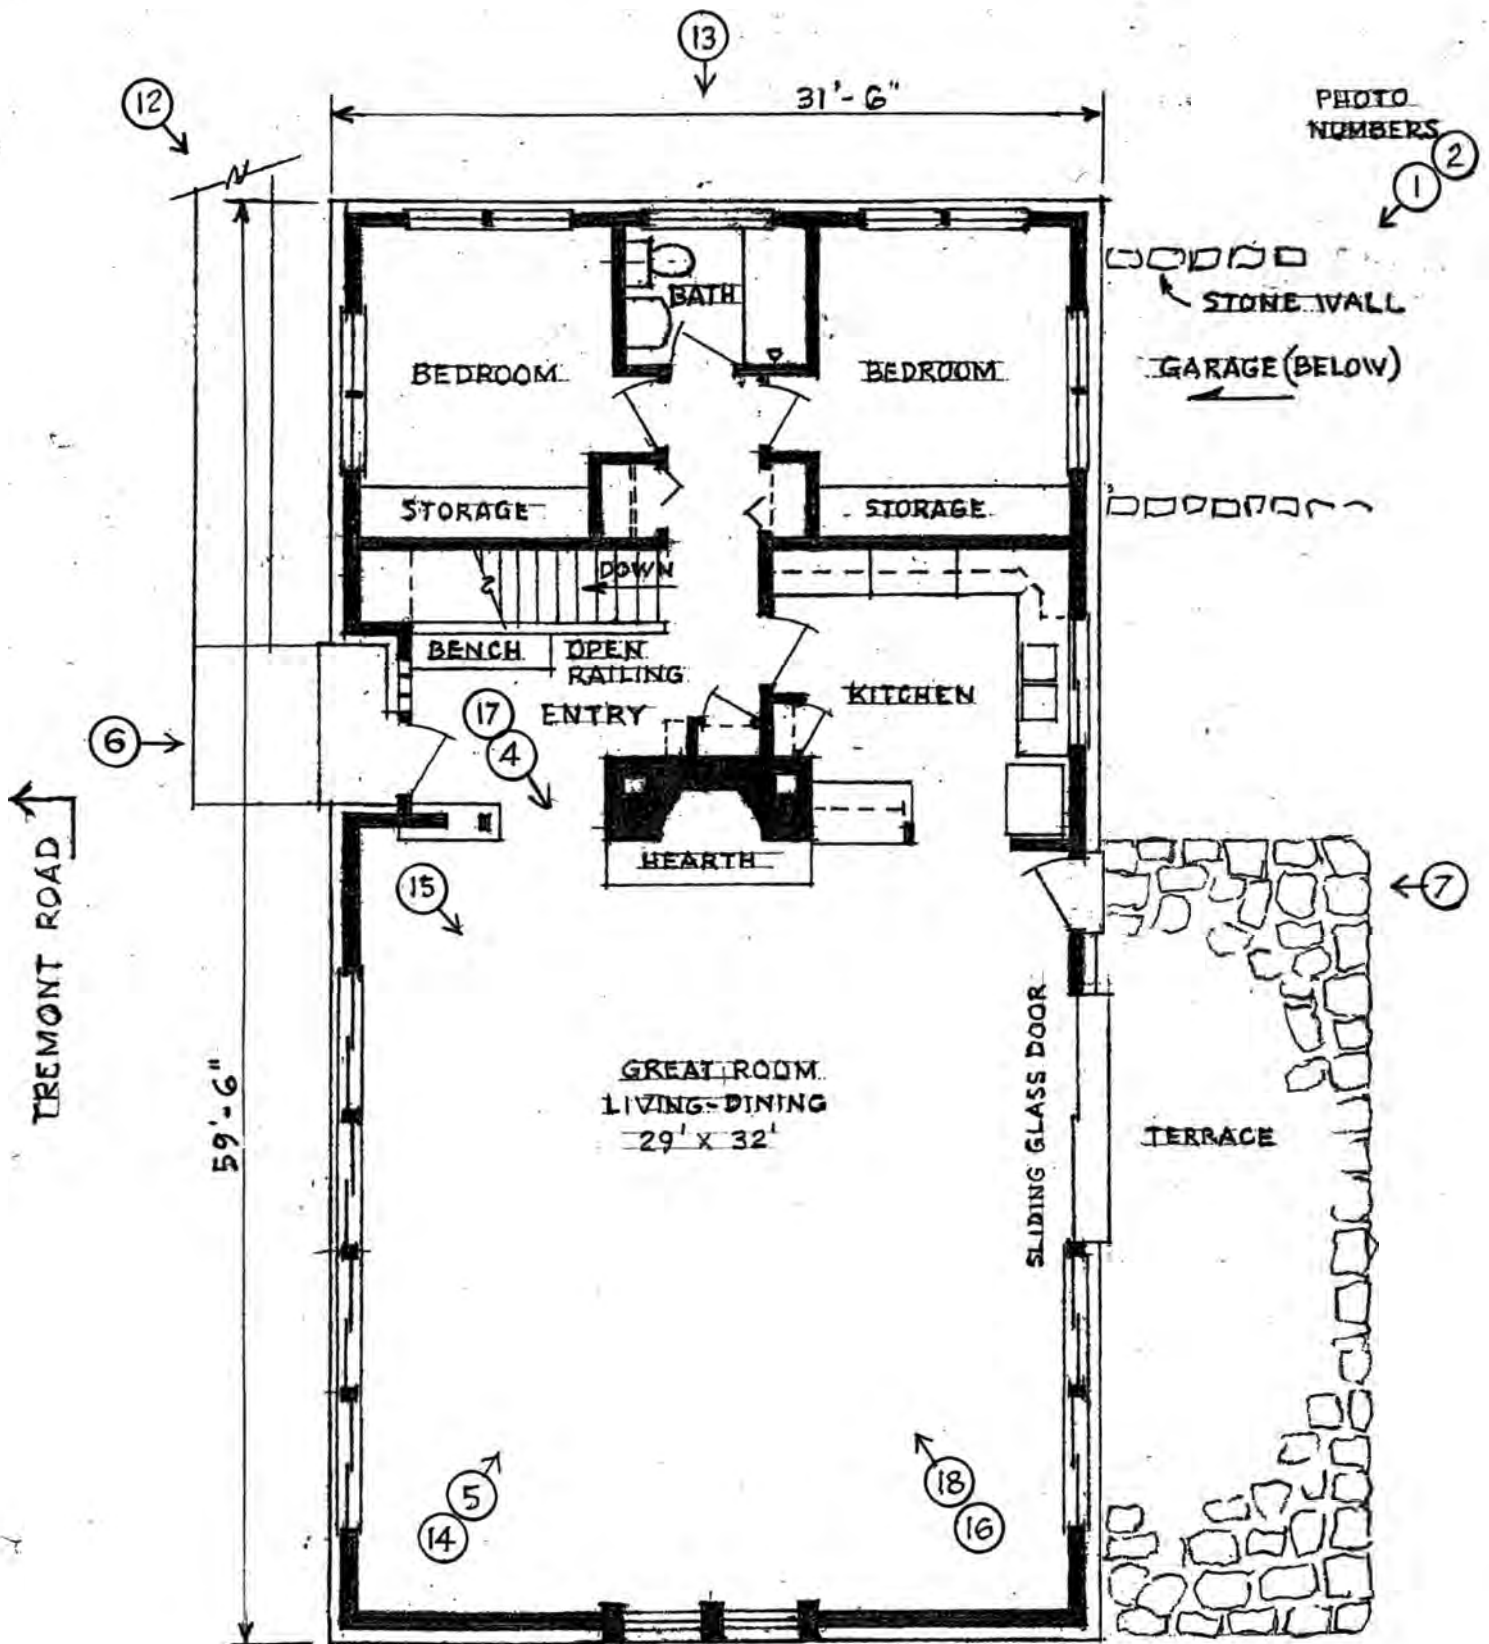 13
12
31'-6"
PHOTO
NUMBERS
2
1
BATH
STONE WALL
BEDROOM
BEDROOM
GARAGE (BELOW)
STORAGE
STORAGE
DOWN
BENCH
OPEN
RAILING
KITCHEN
17
ENTRY
6
4
HEARTH
15
7
TREMONT ROAD
59'-6"
GREAT ROOM
LIVING-DINING
29' X 32'
SLIDING GLASS DOOR
TERRACE
5
14
18
16